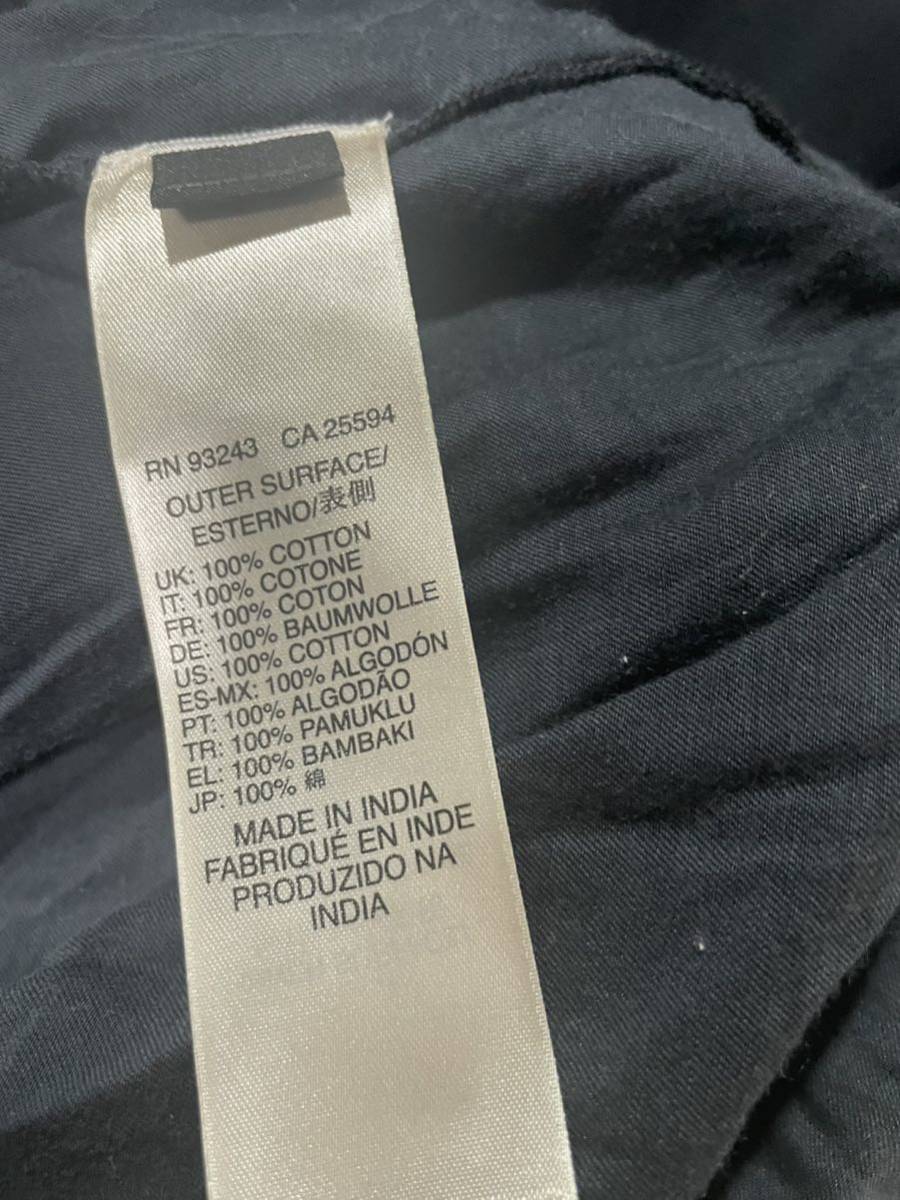 RN 93243 CA 25594
OUTER SURFACE/
ESTERNO/表側
UK: 100% COTTON
IT: 100% COTONE
FR: 100% COTON
DE: 100% BAUMWOLLE
US: 100% COTTON
ES-MX: 100% ALGODÓN
PT: 100% ALGODÃO
TR: 100% PAMUKLU
EL: 100% BAMBAKI
JP: 100% 綿
MADE IN INDIA
FABRIQUÉ EN INDE
PRODUZIDO NA
INDIA